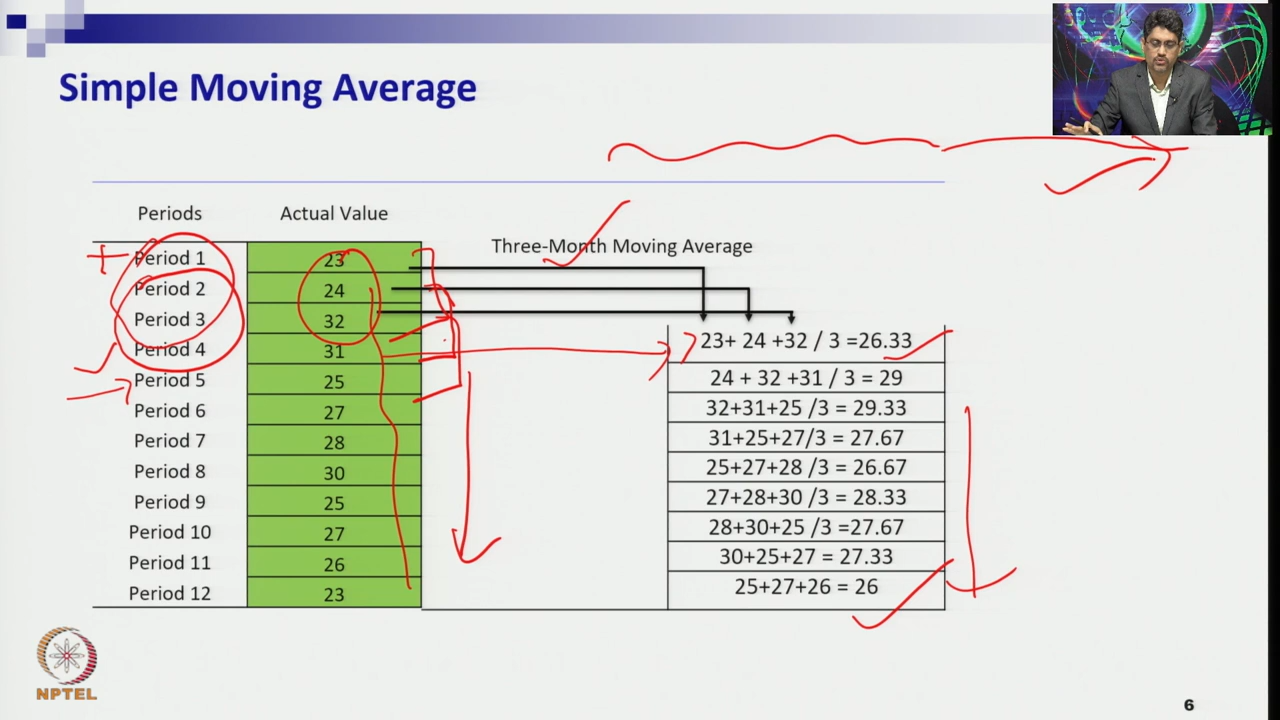 Simple Moving Average
Periods Actual Value
Three-Month Moving Average
Period 1 23
Period 2 24
Period 3 32
Period 4 31 23+ 24 +32 / 3 =26.33
Period 5 25 24 + 32 +31 / 3 = 29
Period 6 27 32+31+25 /3 = 29.33
Period 7 28 31+25+27/3 = 27.67
Period 8 30 25+27+28 /3 = 26.67
Period 9 25 27+28+30 /3 = 28.33
Period 10 27 28+30+25 /3 =27.67
Period 11 26 30+25+27 = 27.33
Period 12 23 25+27+26 = 26
NPTEL
6